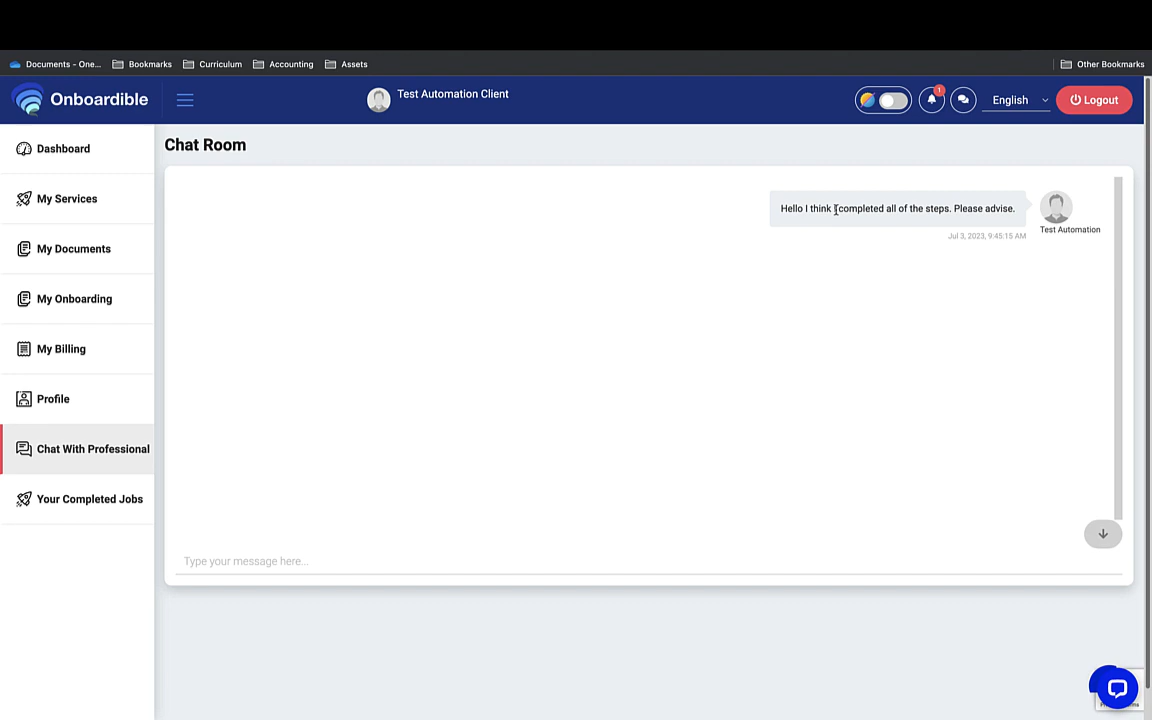 Documents - One...
Bookmarks
Curriculum
Accounting
Assets
Other Bookmarks
Onboardible
Test Automation Client
1
English
Logout
Dashboard
My Services
My Documents
My Onboarding
My Billing
Profile
Chat With Professional
Your Completed Jobs
Chat Room
Hello I think I completed all of the steps. Please advise.
Jul 3, 2023, 9:45:15 AM
Test Automation
Type your message here...